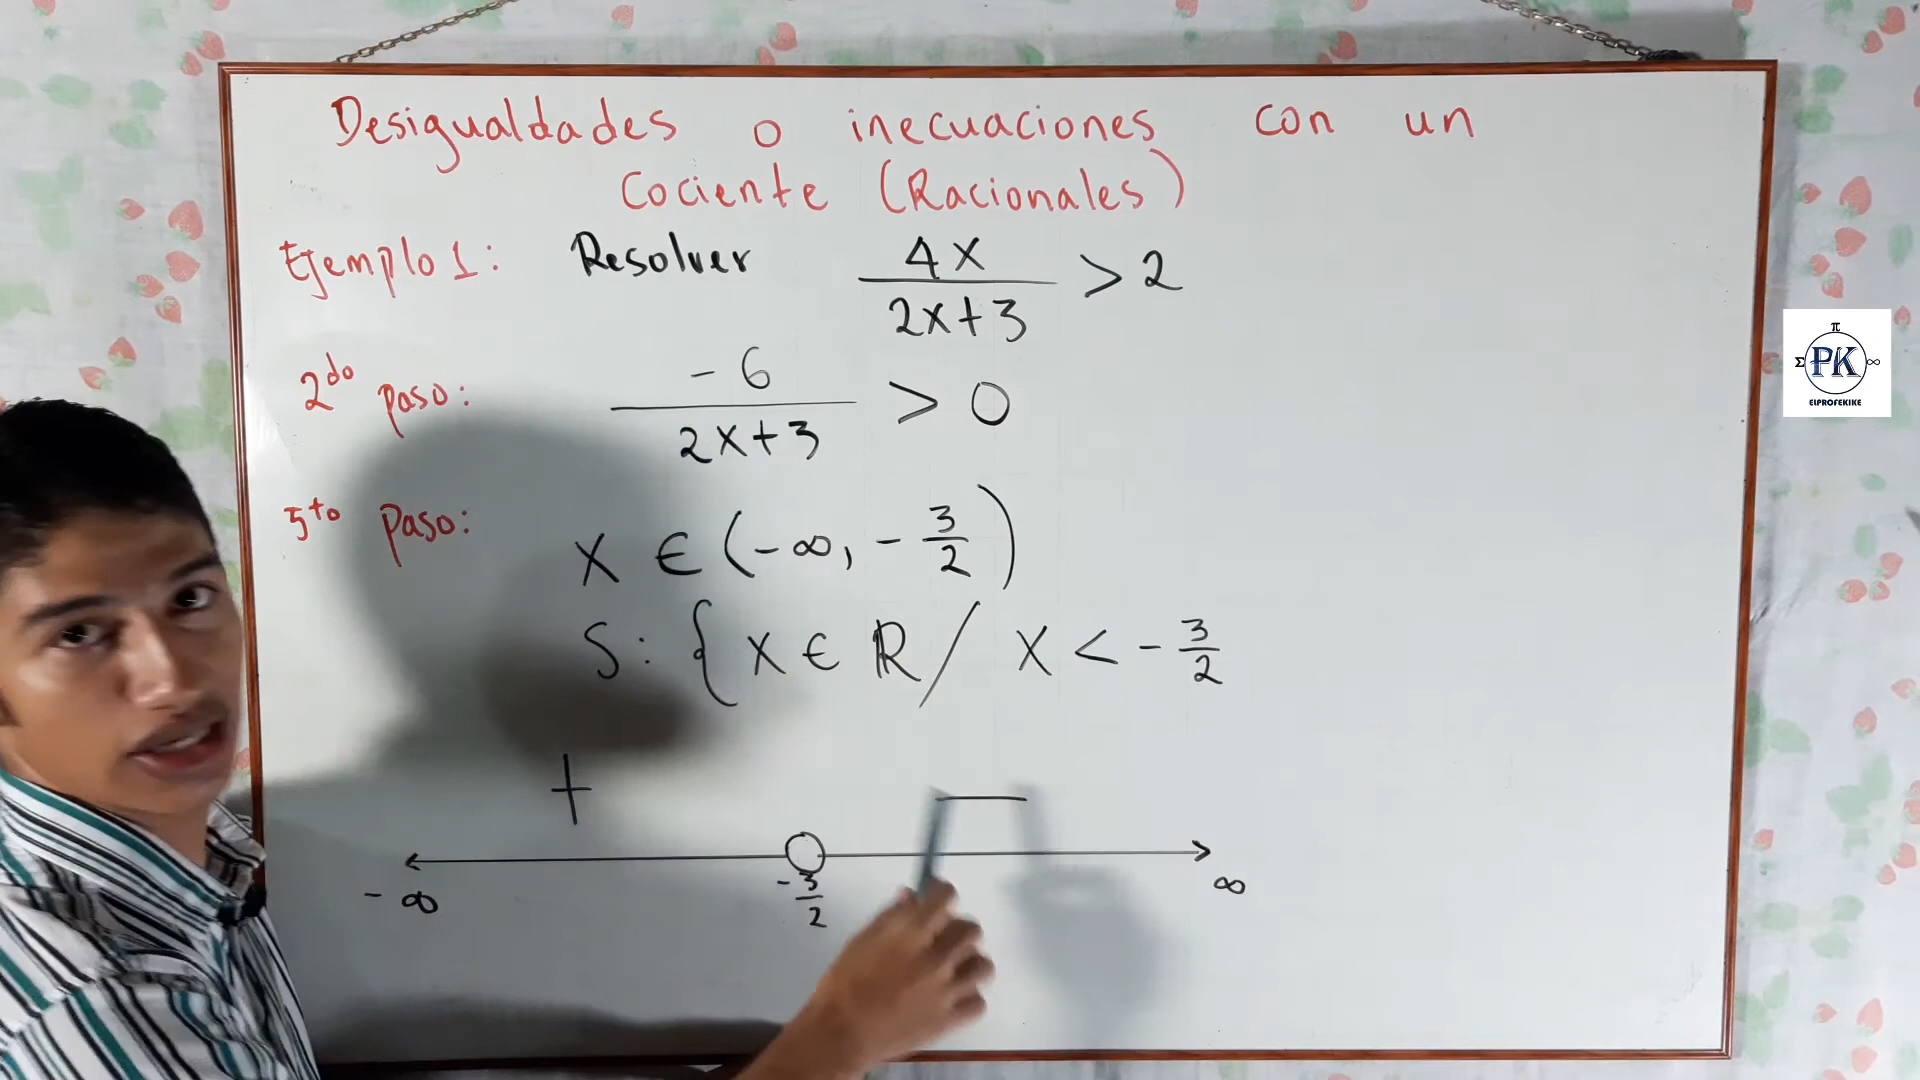 Desigualdades o inecuaciones con un
Cociente (Racionales)
Ejemplo 1: Resolver 4x/(2x+3) > 2
2do paso: -6/(2x+3) > 0
5to Paso: x ∈ (-∞, -3/2)
S: { x ∈ ℝ / x < -3/2
+ —
-∞ -3/2 ∞
π
Σ PK ∞
ELPROFEKIKE